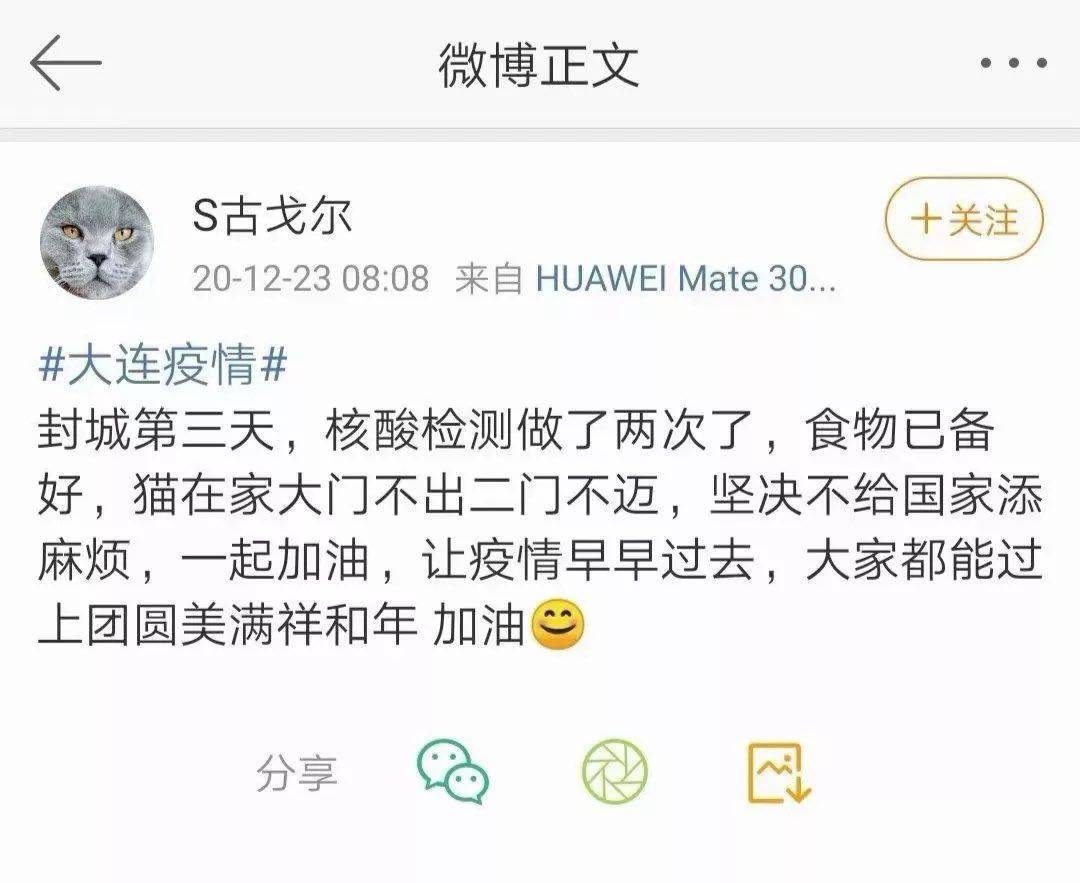 微博正文
S古戈尔
+关注
20-12-23 08:08 来自 HUAWEI Mate 30...
#大连疫情#
封城第三天，核酸检测做了两次了，食物已备
好，猫在家大门不出二门不迈，坚决不给国家添
麻烦，一起加油，让疫情早早过去，大家都能过
上团圆美满祥和年 加油😊
分享